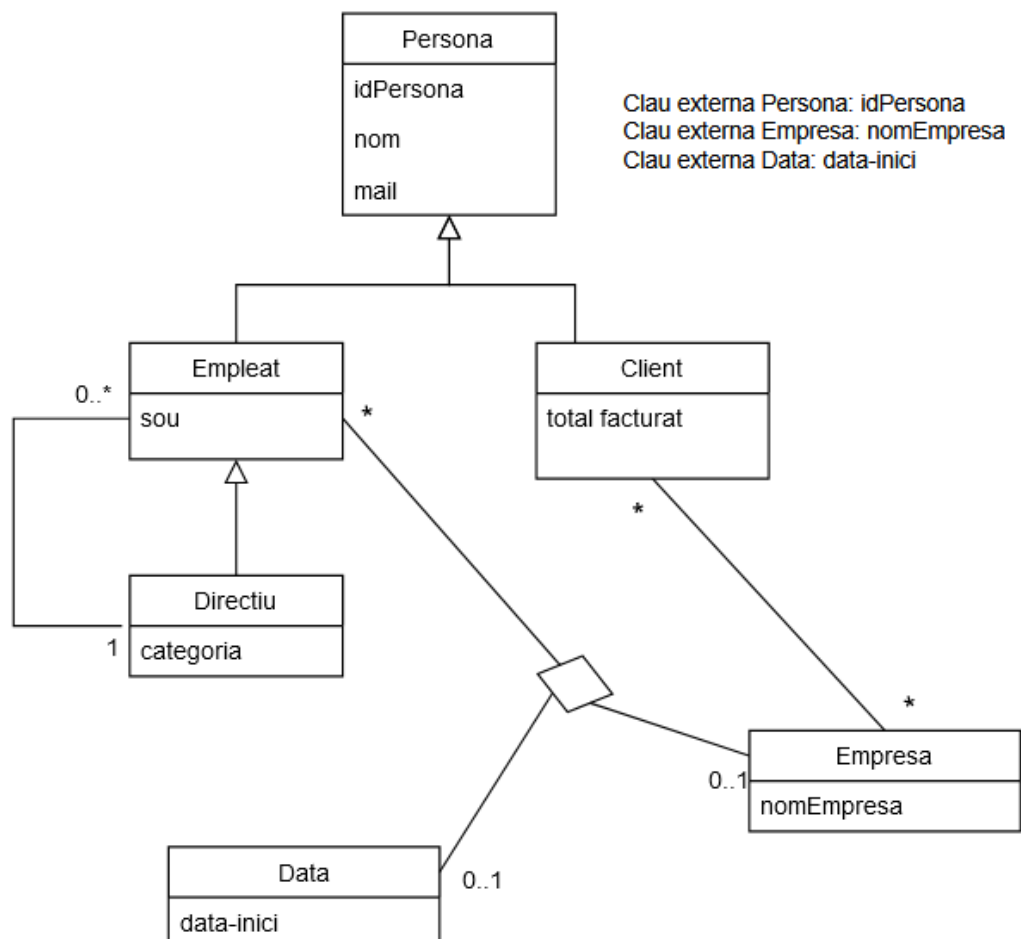 Persona
idPersona
nom
mail
Clau externa Persona: idPersona
Clau externa Empresa: nomEmpresa
Clau externa Data: data-inici
Empleat
sou
0..*
*
Client
total facturat
*
Directiu
categoria
1
*
Empresa
nomEmpresa
0..1
Data
data-inici
0..1